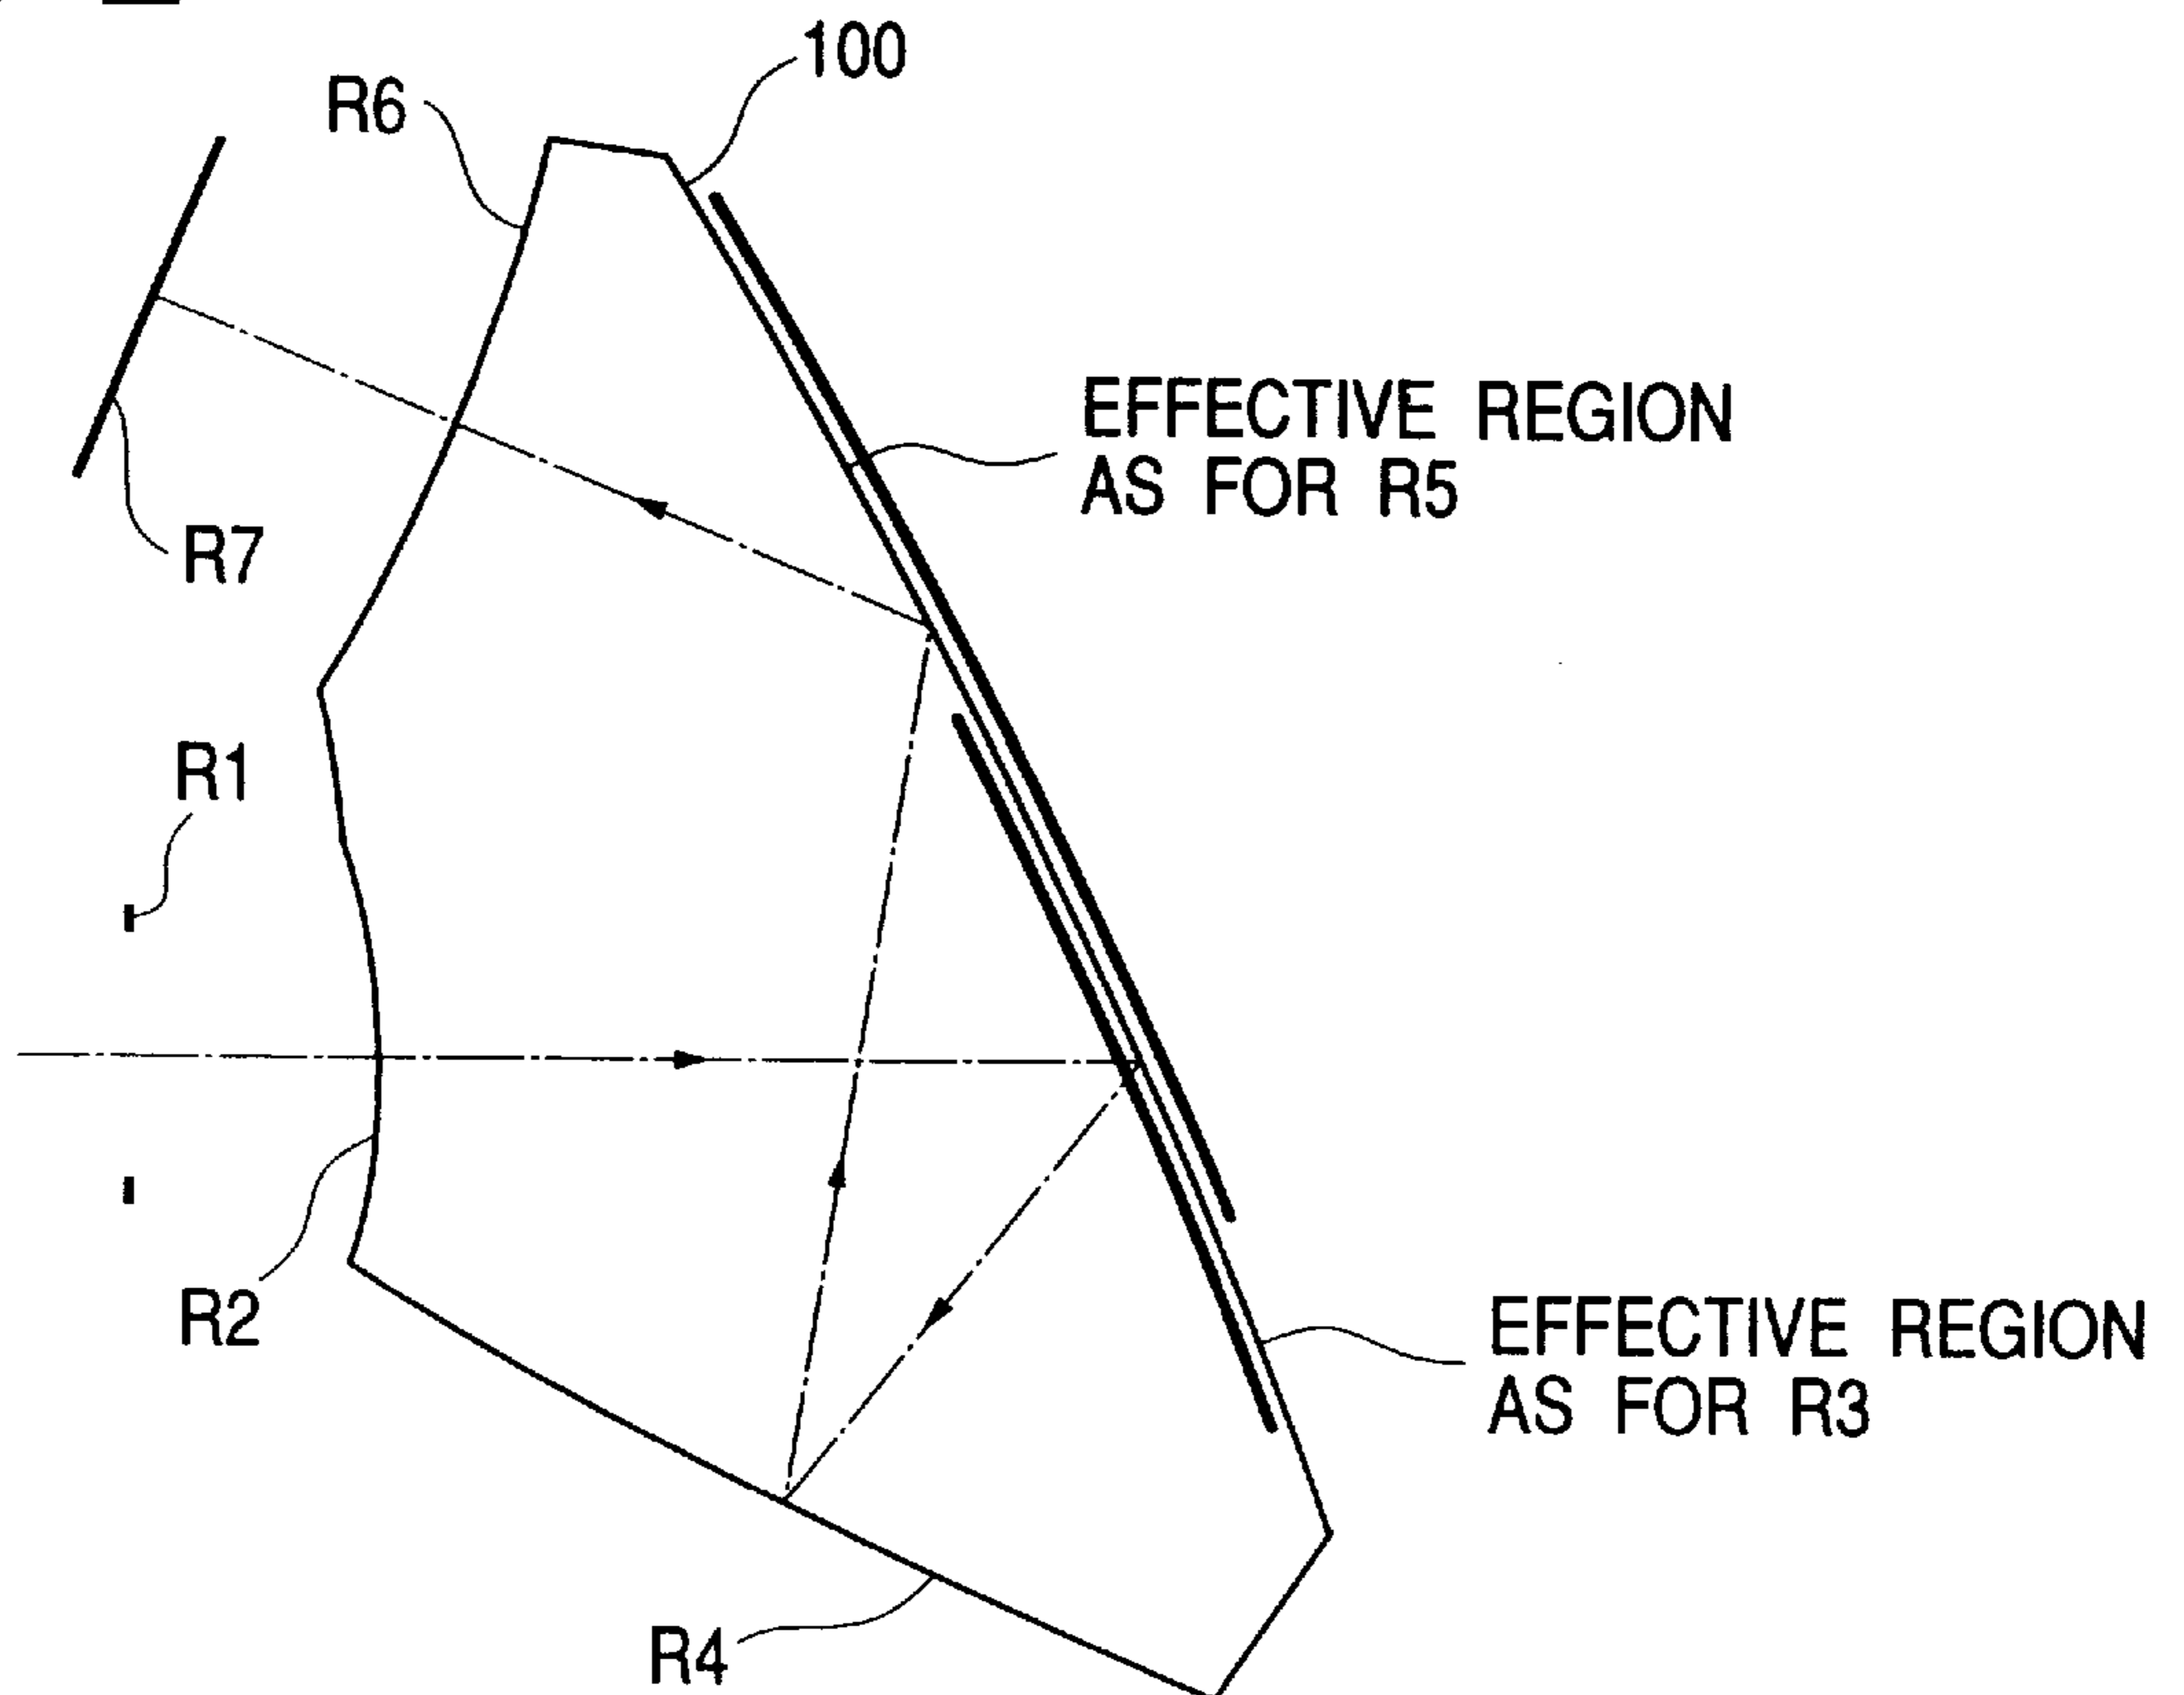 100
R6
EFFECTIVE REGION
AS FOR R5
R7
R1
R2
EFFECTIVE REGION
AS FOR R3
R4